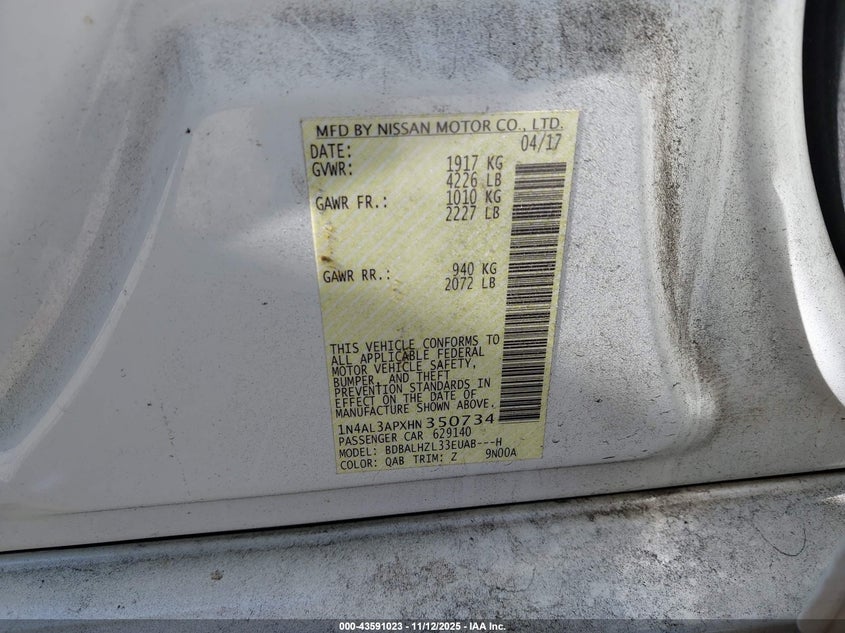 MFD BY NISSAN MOTOR CO., LTD.
DATE: 04/17
GVWR: 1917 KG
4226 LB
GAWR FR.: 1010 KG
2227 LB
GAWR RR.: 940 KG
2072 LB
THIS VEHICLE CONFORMS TO
ALL APPLICABLE FEDERAL
MOTOR VEHICLE SAFETY,
BUMPER, AND THEFT
PREVENTION STANDARDS IN
EFFECT ON THE DATE OF
MANUFACTURE SHOWN ABOVE.
1N4AL3APXHN350734
PASSENGER CAR 629140
MODEL: BDBALHZL33EUAB---H
COLOR: QAB TRIM: Z 9N00A
000-43591023 --- 11/12/2025 --- IAA Inc.